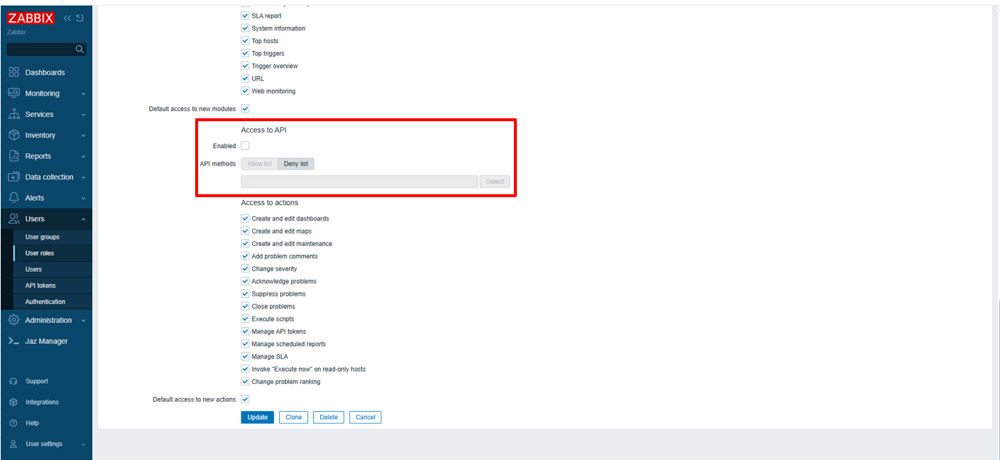 ZABBIX
Zabbix
Dashboards
Monitoring
Services
Inventory
Reports
Data collection
Alerts
Users
User groups
User roles
Users
API tokens
Authentication
Administration
Jaz Manager
Support
Integrations
Help
User settings
SLA report
System information
Top hosts
Top triggers
Trigger overview
URL
Web monitoring
Default access to new modules
Access to API
Enabled
API methods Allow list Deny list
Select
Access to actions
Create and edit dashboards
Create and edit maps
Create and edit maintenance
Add problem comments
Change severity
Acknowledge problems
Suppress problems
Close problems
Execute scripts
Manage API tokens
Manage scheduled reports
Manage SLA
Invoke "Execute now" on read-only hosts
Change problem ranking
Default access to new actions
Update Clone Delete Cancel